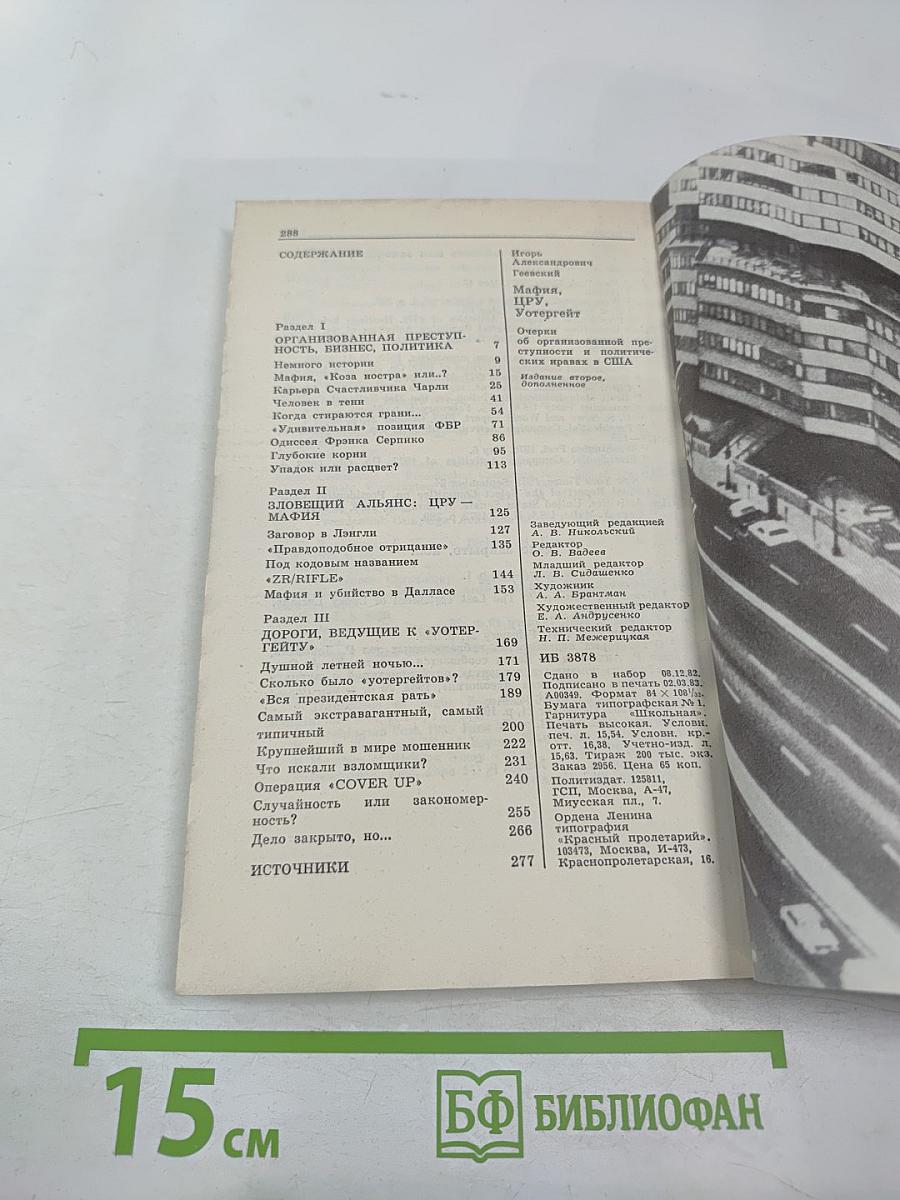 288
СОДЕРЖАНИЕ
Раздел I
ОРГАНИЗОВАННАЯ ПРЕСТУП-
НОСТЬ, БИЗНЕС, ПОЛИТИКА 7
Немного истории 9
Мафия, «Коза ностра» или..? 15
Карьера Счастливчика Чарли 25
Человек в тени 41
Когда стираются грани... 54
«Удивительная» позиция ФБР 71
Одиссея Фрэнка Серпико 86
Глубокие корни 95
Упадок или расцвет? 113
Раздел II
ЗЛОВЕЩИЙ АЛЬЯНС: ЦРУ —
МАФИЯ 125
Заговор в Лэнгли 127
«Правдоподобное отрицание» 135
Под кодовым названием
«ZR/RIFLE» 144
Мафия и убийство в Далласе 153
Раздел III
ДОРОГИ, ВЕДУЩИЕ К «УОТЕР-
ГЕЙТУ» 169
Душной летней ночью... 171
Сколько было «уотергейтов»? 179
«Вся президентская рать» 189
Самый экстравагантный, самый
типичный 200
Крупнейший в мире мошенник 222
Что искали взломщики? 231
Операция «COVER UP» 240
Случайность или закономер-
ность? 255
Дело закрыто, но... 266
ИСТОЧНИКИ 277
Игорь
Александрович
Геевский
Мафия,
ЦРУ,
Уотергейт
Очерки
об организованной пре-
ступности и политиче-
ских нравах в США
Издание второе,
дополненное
Заведующий редакцией
А. В. Никольский
Редактор
О. В. Вадеев
Младший редактор
Л. В. Сидашенко
Художник
А. А. Брантман
Художественный редактор
Е. А. Андрусенко
Технический редактор
Н. П. Межерицкая
ИБ 3878
Сдано в набор 08.12.82.
Подписано в печать 02.03.83.
А00349. Формат 84 × 108¹/₃₂.
Бумага типографская № 1.
Гарнитура «Школьная».
Печать высокая. Условн.
печ. л. 15,54. Условн. кр.-
отт. 16,38. Учетно-изд. л.
15,63. Тираж 200 тыс. экз.
Заказ 2956. Цена 65 коп.
Политиздат. 125811,
ГСП, Москва, А-47,
Миусская пл., 7.
Ордена Ленина
типография
«Красный пролетарий».
103473, Москва, И-473,
Краснопролетарская, 16.
15 см
БФ БИБЛИОФАН